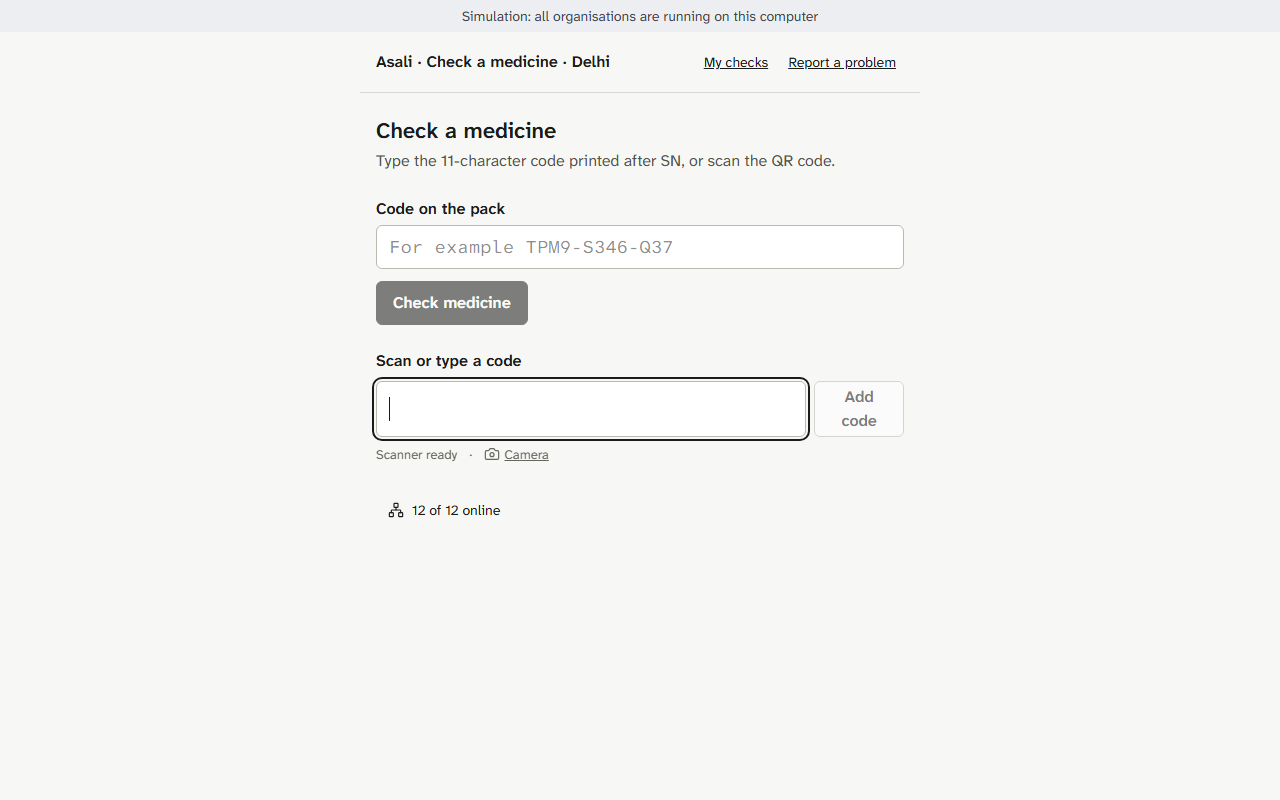 Simulation: all organisations are running on this computer
Asali · Check a medicine · Delhi
My checks
Report a problem
Check a medicine
Type the 11-character code printed after SN, or scan the QR code.
Code on the pack
For example TPM9-S346-Q37
Check medicine
Scan or type a code
Add
code
Scanner ready · Camera
12 of 12 online